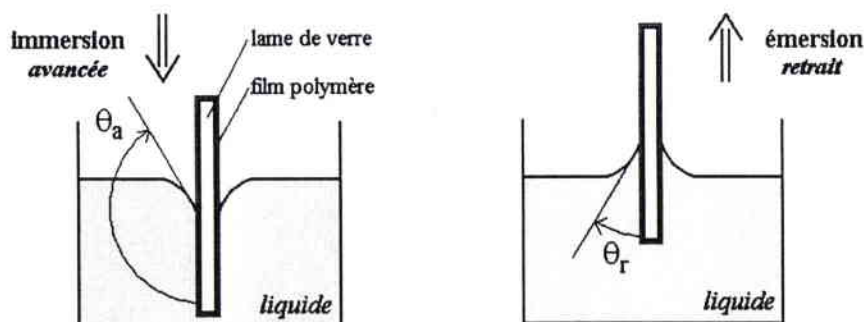 immersion
avancée
lame de verre
film polymère
θa
liquide
émersion
retrait
θr
liquide